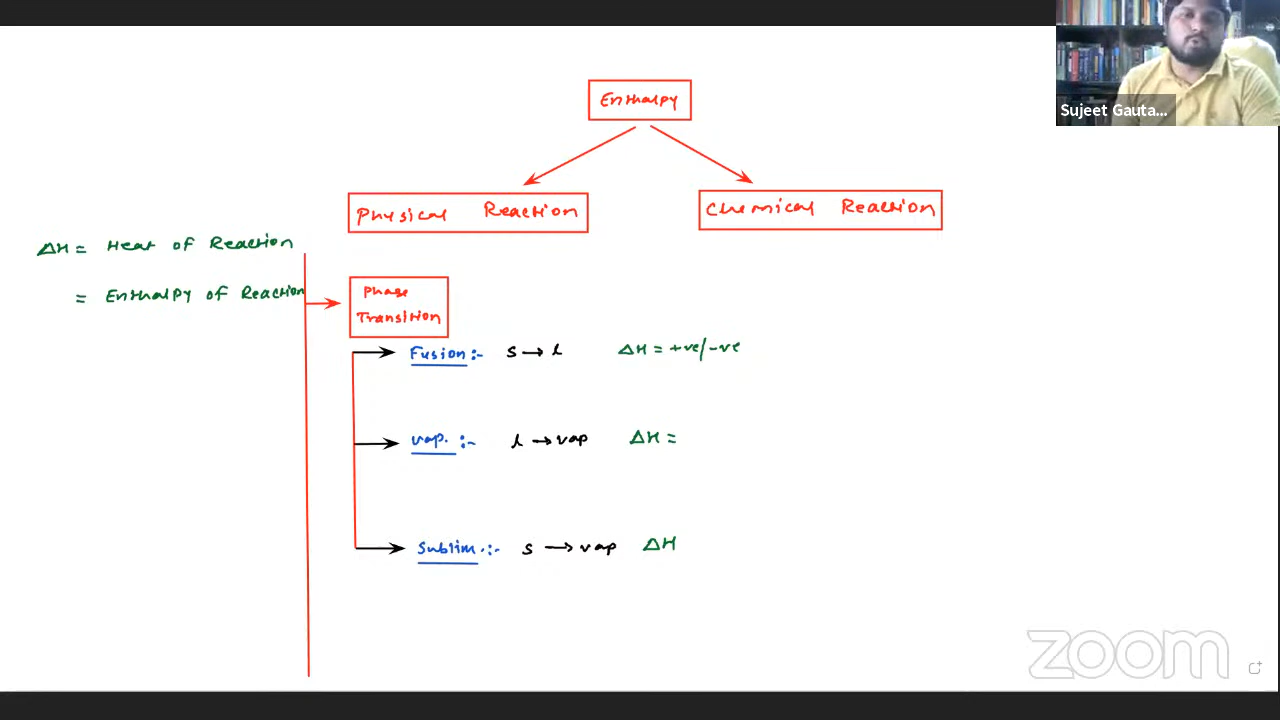 Sujeet Gauta...
Enthalpy
Physical Reaction
Chemical Reaction
ΔH = Heat of Reaction
= Enthalpy of Reaction
Phase
Transition
Fusion :- s → l ΔH = +ve/-ve
vap. :- l → vap ΔH =
Sublim. :- s → vap ΔH
zoom